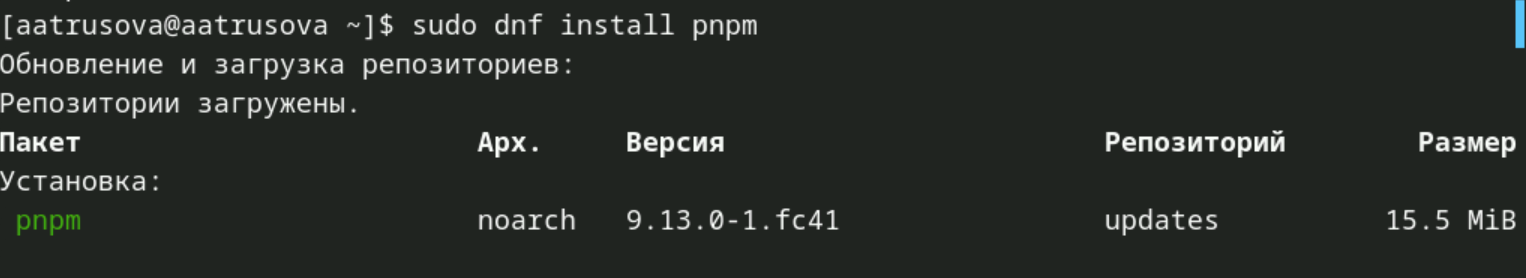 [aatrusova@aatrusova ~]$ sudo dnf install pnpm
Обновление и загрузка репозиториев:
Репозитории загружены.
Пакет Арх. Версия Репозиторий Размер
Установка:
pnpm noarch 9.13.0-1.fc41 updates 15.5 MiB